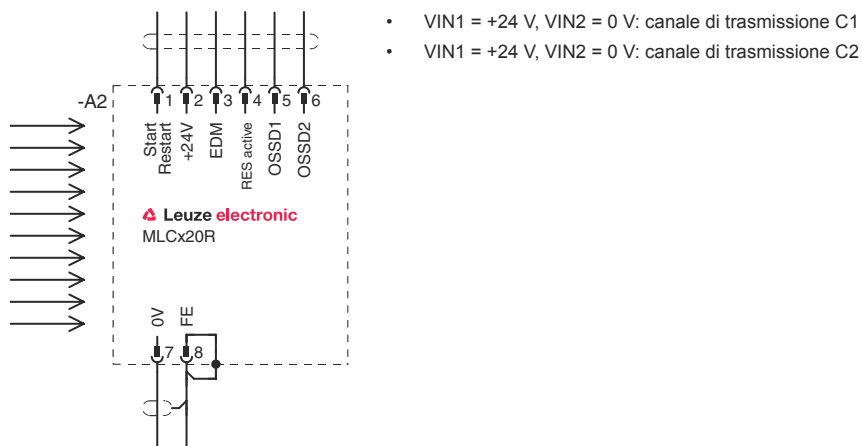 • VIN1 = +24 V, VIN2 = 0 V: canale di trasmissione C1
• VIN1 = +24 V, VIN2 = 0 V: canale di trasmissione C2
-A2
1 2 3 4 5 6
Start
Restart
+24V
EDM
RES active
OSSD1
OSSD2
Leuze electronic
MLCx20R
0V
FE
7 8